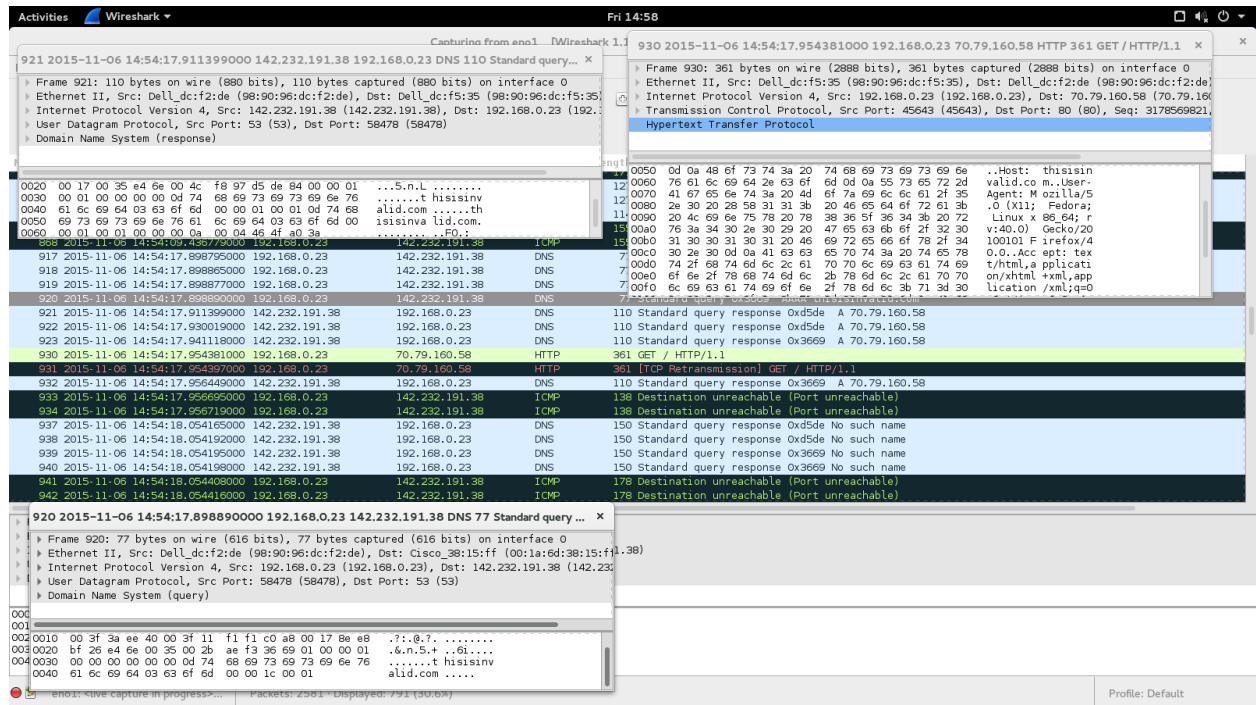 Activities Wireshark Fri 14:58
Capturing from eno1 [Wireshark 1.1
921 2015-11-06 14:54:17.911399000 142.232.191.38 192.168.0.23 DNS 110 Standard query... ×
Frame 921: 110 bytes on wire (880 bits), 110 bytes captured (880 bits) on interface 0
Ethernet II, Src: Dell_dc:f2:de (98:90:96:dc:f2:de), Dst: Dell_dc:f5:35 (98:90:96:dc:f5:35)
Internet Protocol Version 4, Src: 142.232.191.38 (142.232.191.38), Dst: 192.168.0.23 (192.
User Datagram Protocol, Src Port: 53 (53), Dst Port: 58478 (58478)
Domain Name System (response)
0020 00 17 00 35 e4 6e 00 4c f8 97 d5 de 84 00 00 01 ...5.n.L ........
0030 00 01 00 00 00 00 0d 74 68 69 73 69 73 69 6e 76 .......t hisisinv
0040 61 6c 69 64 03 63 6f 6d 00 00 01 00 01 0d 74 68 alid.com ......th
0050 69 73 69 73 69 6e 76 61 6c 69 64 03 63 6f 6d 00 isisinva lid.com.
0060 00 01 00 01 00 00 00 0a 00 04 46 4f a0 3a ........ ..FO.:
930 2015-11-06 14:54:17.954381000 192.168.0.23 70.79.160.58 HTTP 361 GET / HTTP/1.1 ×
Frame 930: 361 bytes on wire (2888 bits), 361 bytes captured (2888 bits) on interface 0
Ethernet II, Src: Dell_dc:f2:de (98:90:96:dc:f2:de), Dst: Dell_dc:f5:35 (98:90:96:dc:f2:de)
Internet Protocol Version 4, Src: 192.168.0.23 (192.168.0.23), Dst: 70.79.160.58 (70.79.160
Transmission Control Protocol, Src Port: 45643 (45643), Dst Port: 80 (80), Seq: 3178569821,
Hypertext Transfer Protocol
0050 0d 0a 48 6f 73 74 3a 20 74 68 69 73 69 73 69 6e ..Host: thisisin
0060 76 61 6c 69 64 2e 63 6f 6d 0d 0a 55 73 65 72 2d valid.co m..User-
0070 41 67 65 6e 74 3a 20 4d 6f 7a 69 6c 6c 61 2f 35 Agent: M ozilla/5
0080 2e 30 20 28 58 31 31 3b 20 46 65 64 6f 72 61 3b .0 (X11; Fedora;
0090 20 4c 69 6e 75 78 20 78 38 36 5f 36 34 3b 20 72 Linux x 86_64; r
00a0 76 3a 34 30 2e 30 29 20 47 65 63 6b 6f 2f 32 30 v:40.0) Gecko/20
00b0 31 30 30 31 30 31 20 46 69 72 65 66 6f 78 2f 34 100101 F irefox/4
00c0 30 2e 30 0d 0a 41 63 63 65 70 74 3a 20 74 65 78 0.0..Acc ept: tex
00d0 74 2f 68 74 6d 6c 2c 61 70 70 6c 69 63 61 74 69 t/html,a pplicati
00e0 6f 6e 2f 78 68 74 6d 6c 2b 78 6d 6c 2c 61 70 70 on/xhtml +xml,app
00f0 6c 69 63 61 74 69 6f 6e 2f 78 6d 6c 3b 71 3d 30 lication /xml;q=0
868 2015-11-06 14:54:09.436779000 192.168.0.23 142.232.191.38 ICMP
917 2015-11-06 14:54:17.898795000 192.168.0.23 142.232.191.38 DNS
918 2015-11-06 14:54:17.898865000 192.168.0.23 142.232.191.38 DNS
919 2015-11-06 14:54:17.898877000 192.168.0.23 142.232.191.38 DNS
920 2015-11-06 14:54:17.898890000 192.168.0.23 142.232.191.38 DNS 77 Standard query 0x3669 AAAA thisisinvalid.com
921 2015-11-06 14:54:17.911399000 142.232.191.38 192.168.0.23 DNS 110 Standard query response 0xd5de A 70.79.160.58
922 2015-11-06 14:54:17.930019000 142.232.191.38 192.168.0.23 DNS 110 Standard query response 0xd5de A 70.79.160.58
923 2015-11-06 14:54:17.941118000 142.232.191.38 192.168.0.23 DNS 110 Standard query response 0x3669 A 70.79.160.58
930 2015-11-06 14:54:17.954381000 192.168.0.23 70.79.160.58 HTTP 361 GET / HTTP/1.1
931 2015-11-06 14:54:17.954397000 192.168.0.23 70.79.160.58 HTTP 361 [TCP Retransmission] GET / HTTP/1.1
932 2015-11-06 14:54:17.956449000 142.232.191.38 192.168.0.23 DNS 110 Standard query response 0x3669 A 70.79.160.58
933 2015-11-06 14:54:17.956695000 192.168.0.23 142.232.191.38 ICMP 138 Destination unreachable (Port unreachable)
934 2015-11-06 14:54:17.956719000 192.168.0.23 142.232.191.38 ICMP 138 Destination unreachable (Port unreachable)
937 2015-11-06 14:54:18.054165000 142.232.191.38 192.168.0.23 DNS 150 Standard query response 0xd5de No such name
938 2015-11-06 14:54:18.054192000 142.232.191.38 192.168.0.23 DNS 150 Standard query response 0xd5de No such name
939 2015-11-06 14:54:18.054195000 142.232.191.38 192.168.0.23 DNS 150 Standard query response 0x3669 No such name
940 2015-11-06 14:54:18.054198000 142.232.191.38 192.168.0.23 DNS 150 Standard query response 0x3669 No such name
941 2015-11-06 14:54:18.054408000 192.168.0.23 142.232.191.38 ICMP 178 Destination unreachable (Port unreachable)
942 2015-11-06 14:54:18.054416000 192.168.0.23 142.232.191.38 ICMP 178 Destination unreachable (Port unreachable)
920 2015-11-06 14:54:17.898890000 192.168.0.23 142.232.191.38 DNS 77 Standard query ... ×
Frame 920: 77 bytes on wire (616 bits), 77 bytes captured (616 bits) on interface 0
Ethernet II, Src: Dell_dc:f2:de (98:90:96:dc:f2:de), Dst: Cisco_38:15:ff (00:1a:6d:38:15:ff
Internet Protocol Version 4, Src: 192.168.0.23 (192.168.0.23), Dst: 142.232.191.38 (142.232
User Datagram Protocol, Src Port: 58478 (58478), Dst Port: 53 (53)
Domain Name System (query)
1.38)
0010 00 3f 3a ee 40 00 3f 11 f1 f1 c0 a8 00 17 8e e8 .?:.@.?. ........
0020 bf 26 e4 6e 00 35 00 2b ae f3 36 69 01 00 00 01 .&.n.5.+ ..6i....
0030 00 00 00 00 00 00 0d 74 68 69 73 69 73 69 6e 76 .......t hisisinv
0040 61 6c 69 64 03 63 6f 6d 00 00 1c 00 01 alid.com .....
eno1: <live capture in progress>... Packets: 2581 · Displayed: 791 (30.6%) Profile: Default